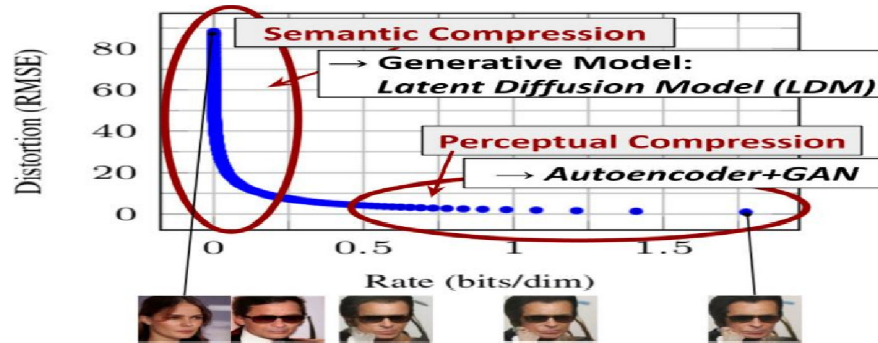 Semantic Compression
→ Generative Model:
Latent Diffusion Model (LDM)
Perceptual Compression
→ Autoencoder+GAN
Distortion (RMSE)
80
60
40
20
0
0 0.5 1 1.5
Rate (bits/dim)